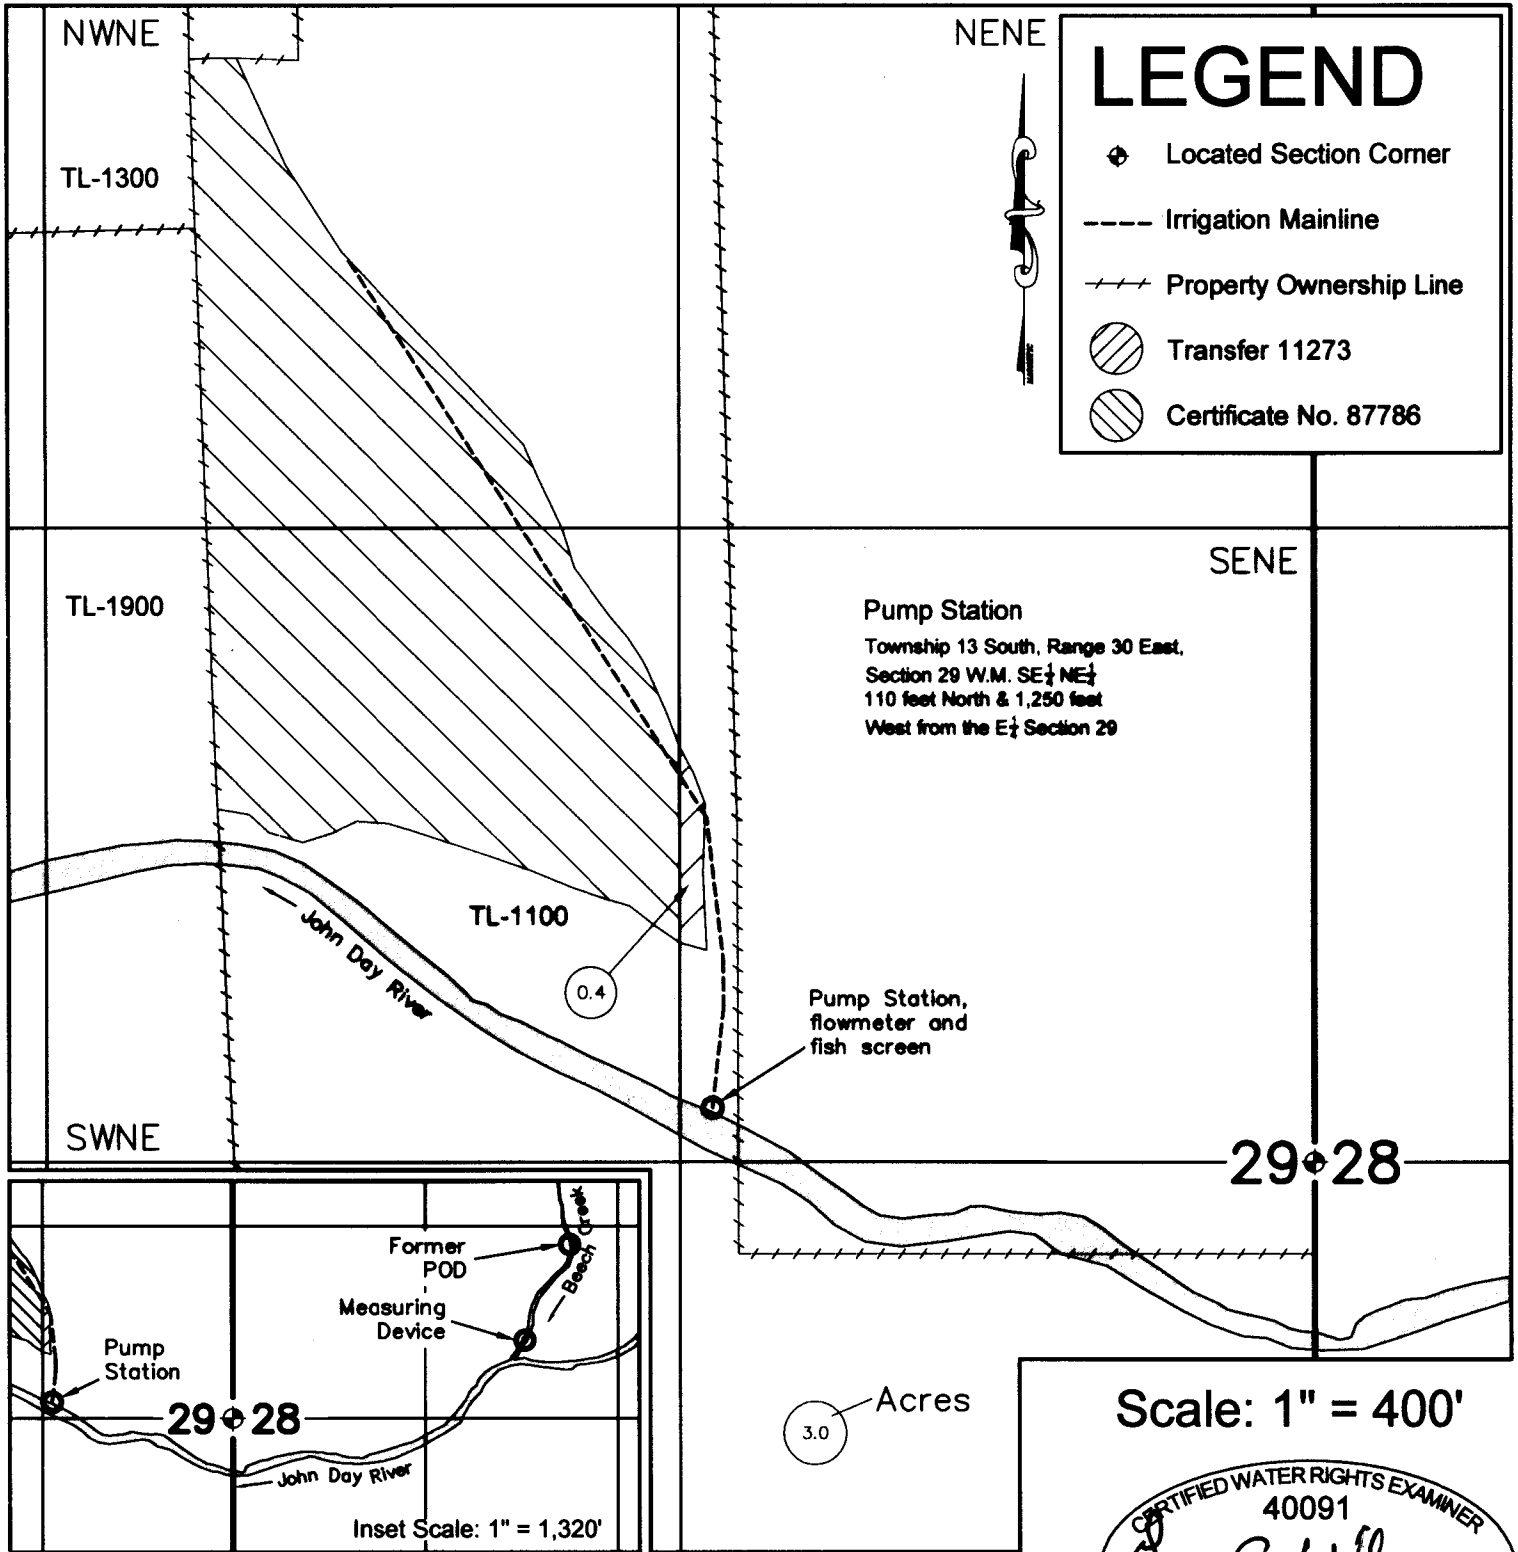 NWNE
NENE
LEGEND
Located Section Corner
Irrigation Mainline
Property Ownership Line
Transfer 11273
Certificate No. 87786
TL-1300
SENE
TL-1900
Pump Station
Township 13 South, Range 30 East,
Section 29 W.M. SE¼ NE¼
110 feet North & 1,250 feet
West from the E¼ Section 29
TL-1100
John Day River
0.4
Pump Station,
flowmeter and
fish screen
SWNE
29 28
Former
POD
Beech Creek
Measuring
Device
Pump
Station
29 28
John Day River
Inset Scale: 1" = 1,320'
3.0
Acres
Scale: 1" = 400'
CERTIFIED WATER RIGHTS EXAMINER
40091